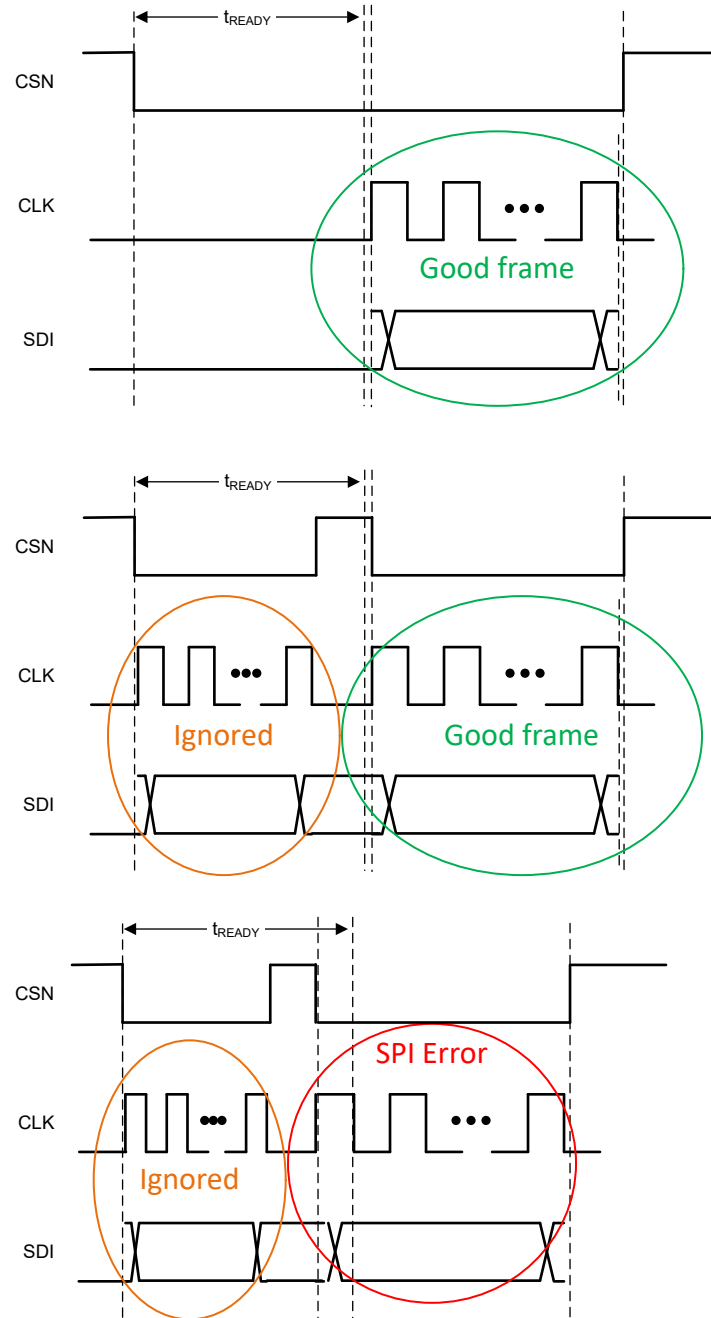 tREADY
CSN
CLK
Good frame
SDI
tREADY
CSN
CLK
Ignored Good frame
SDI
tREADY
CSN
SPI Error
CLK
Ignored
SDI